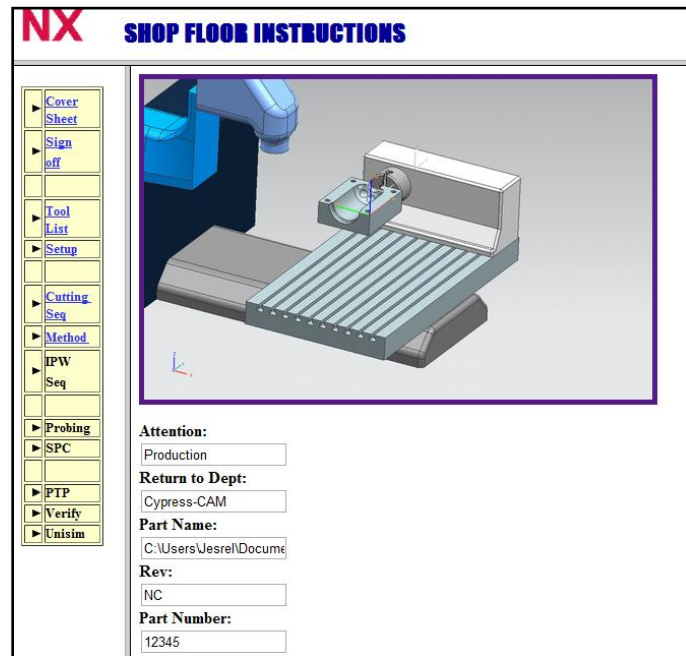 NX
SHOP FLOOR INSTRUCTIONS
Cover
Sheet
Sign
off
Tool
List
Setup
Cutting
Seq
Method
IPW
Seq
Probing
SPC
PTP
Verify
Unisim
Attention:
Production
Return to Dept:
Cypress-CAM
Part Name:
C:\Users\Jesrel\Docume
Rev:
NC
Part Number:
12345